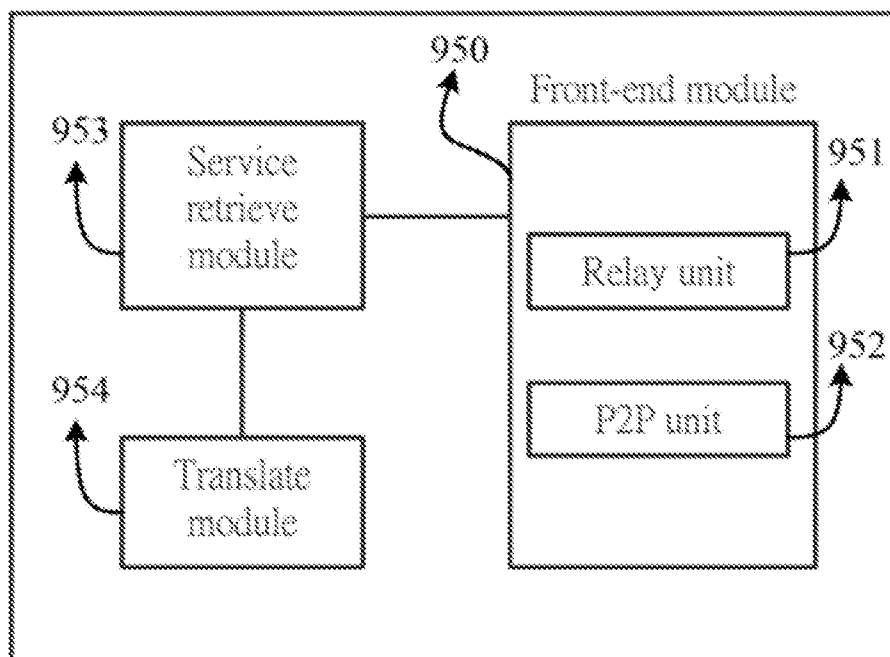 950
Front-end module
953
Service
retrieve
module
951
Relay unit
952
954
P2P unit
Translate
module